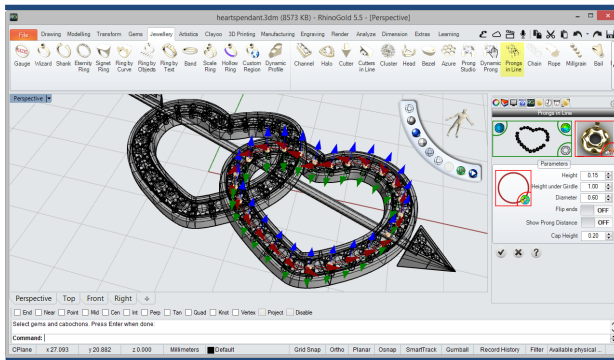 heartspendant.3dm (8573 KB) - RhinoGold 5.5 - [Perspective]
File Drawing Modelling Transform Gems Jewellery Artistica Clayoo 3D Printing Manufacturing Engraving Render Analyze Dimension Extras Learning
Gauge Wizard Shank Eternity Ring Signet Ring Ring by Curve Ring by Objects Ring by Text Band Scale Ring Hollow Ring Custom Region Dynamic Profile Channel Halo Cutter Cutters in Line Cluster Head Bezel Azure Prong Studio Dynamic Prong Prongs in Line Chain Rope Millgrain Bail
Perspective
Prongs in Line
Parameters
Height 0.15
Height under Girdle 1.00
Diameter 0.60
Flip ends OFF
Show Prong Distance OFF
Cap Height 0.20
Perspective Top Front Right
End Near Point Mid Cen Int Perp Tan Quad Knot Vertex Project Disable
Select gems and cabochons. Press Enter when done:
Command:
CPlane x 27.093 y 20.882 z 0.000 Millimeters Default Grid Snap Ortho Planar Osnap SmartTrack Gumball Record History Filter Available physical ...